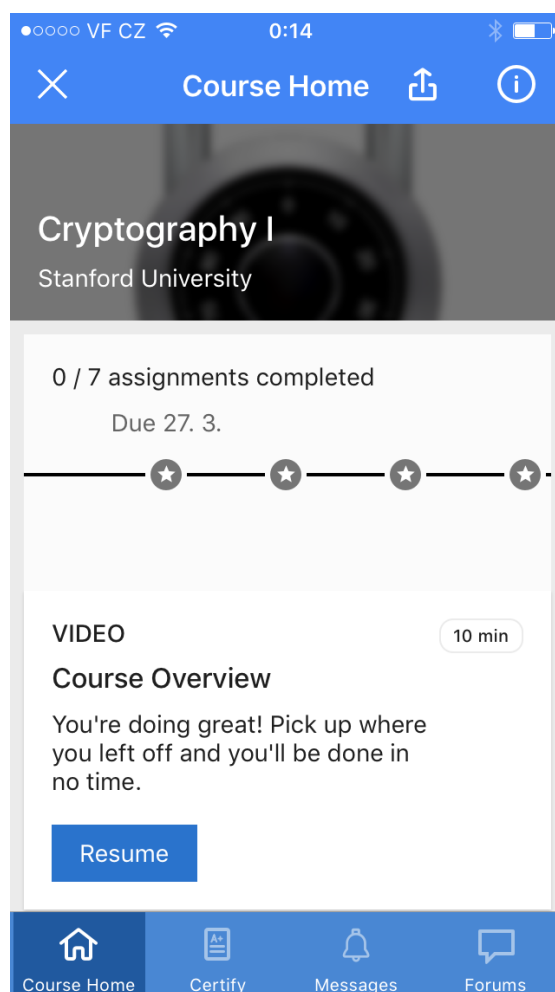 VF CZ 0:14
Course Home
Cryptography I
Stanford University
0 / 7 assignments completed
Due 27. 3.
VIDEO 10 min
Course Overview
You're doing great! Pick up where
you left off and you'll be done in
no time.
Resume
A+
Course Home Certify Messages Forums